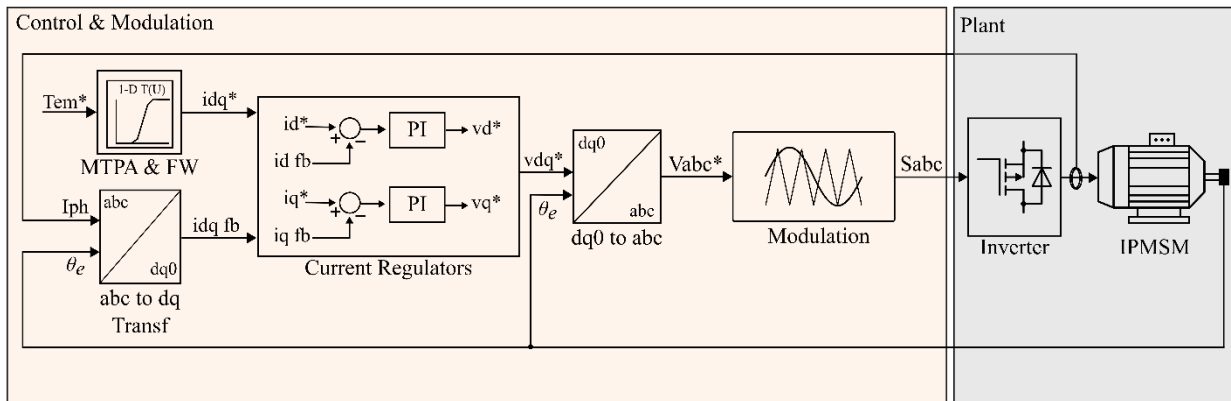 Control & Modulation
Plant
1-D T(U)
Tem*
idq*
MTPA & FW
id*
+
−
PI
vd*
id fb
iq*
+
−
PI
vq*
iq fb
Current Regulators
Iph
abc
dq0
θe
idq fb
abc to dq
Transf
vdq*
θe
dq0
abc
dq0 to abc
Vabc*
Modulation
Sabc
Inverter
IPMSM